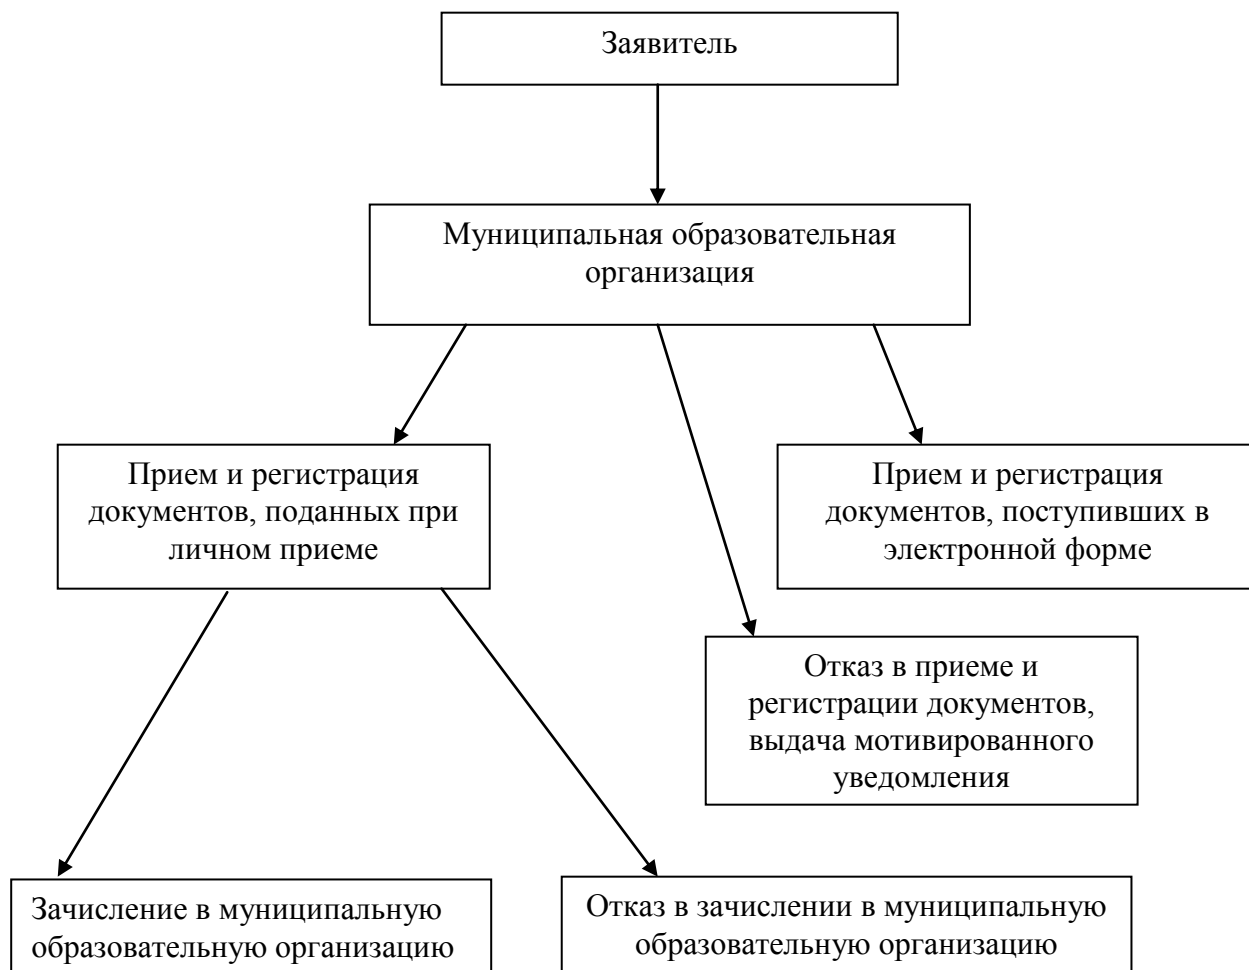 Заявитель
Муниципальная образовательная
организация
Прием и регистрация
документов, поданных при
личном приеме
Прием и регистрация
документов, поступивших в
электронной форме
Отказ в приеме и
регистрации документов,
выдача мотивированного
уведомления
Зачисление в муниципальную
образовательную организацию
Отказ в зачислении в муниципальную
образовательную организацию